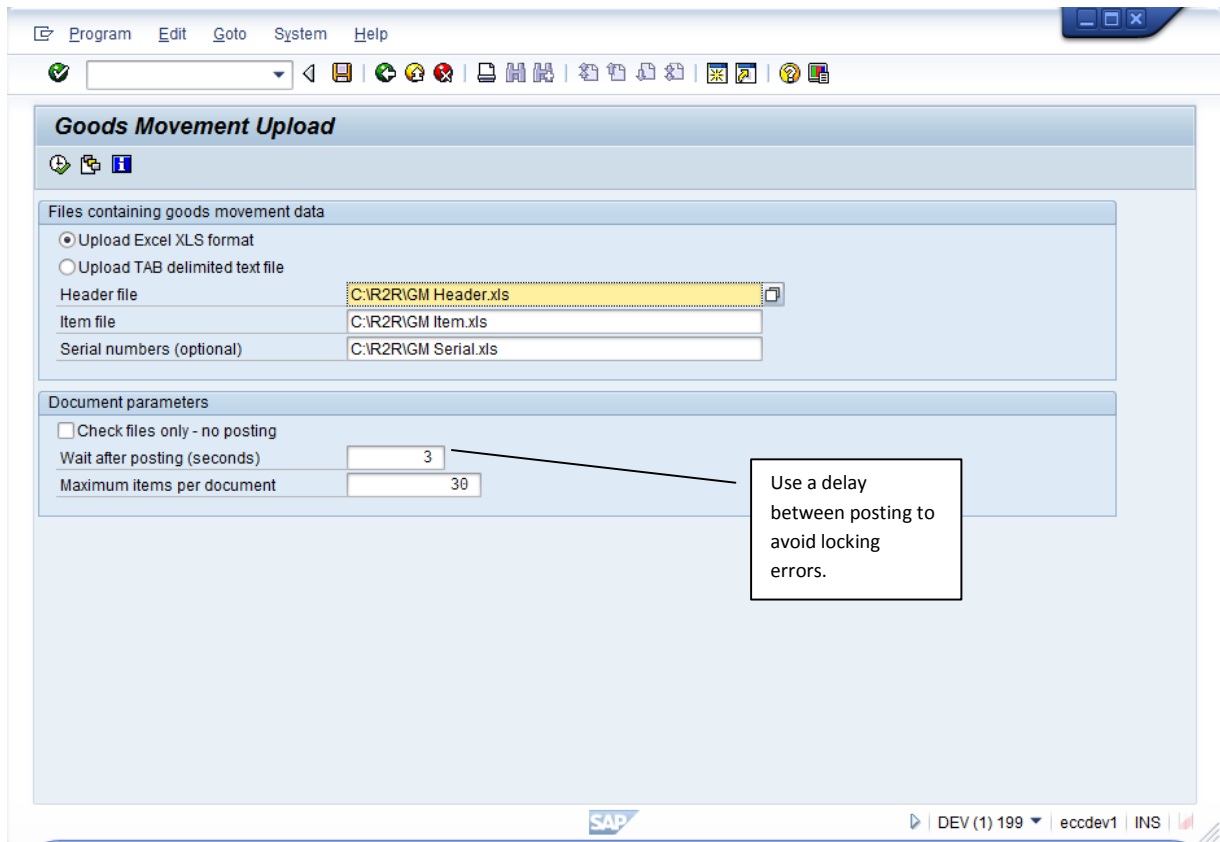 Program Edit Goto System Help
Goods Movement Upload
Files containing goods movement data
Upload Excel XLS format
Upload TAB delimited text file
Header file C:\R2R\GM Header.xls
Item file C:\R2R\GM Item.xls
Serial numbers (optional) C:\R2R\GM Serial.xls
Document parameters
Check files only - no posting
Wait after posting (seconds) 3
Maximum items per document 30
Use a delay
between posting to
avoid locking
errors.
SAP DEV (1) 199 eccdev1 INS